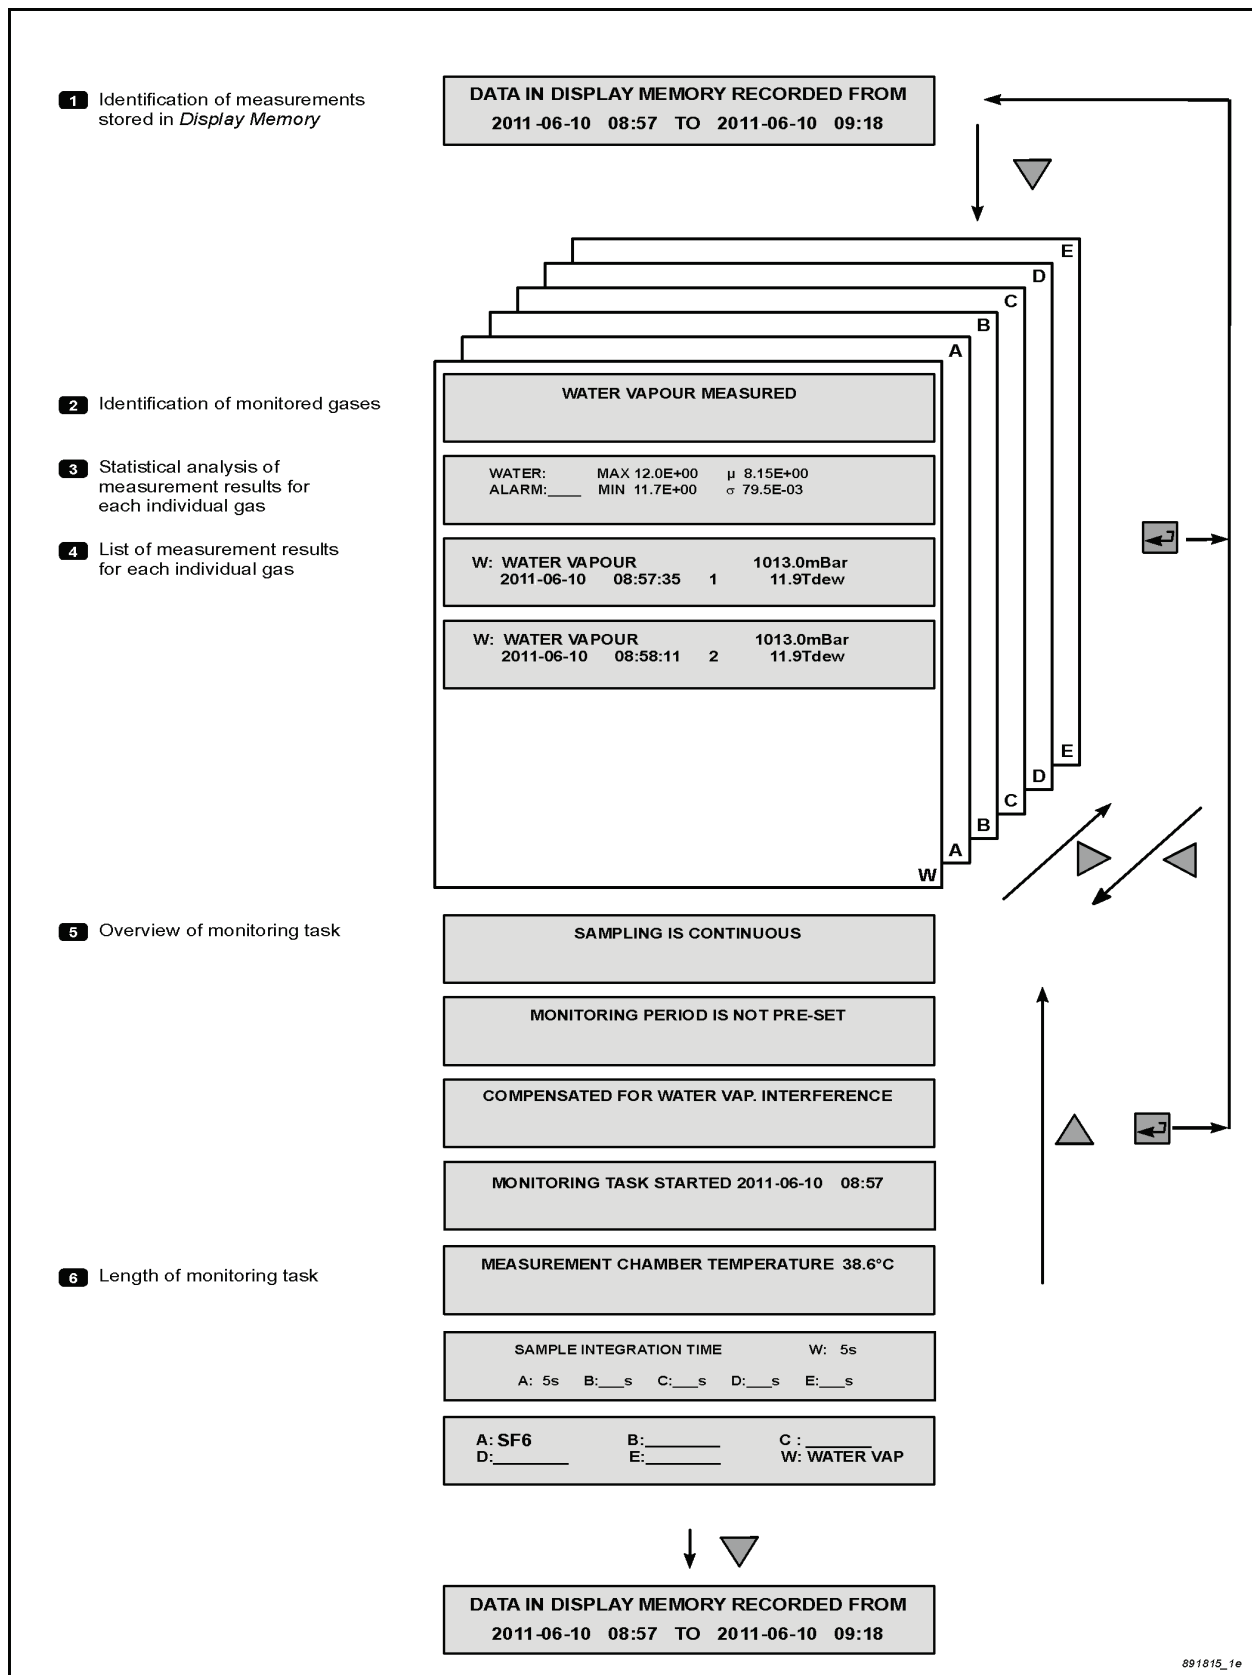 1 Identification of measurements
stored in Display Memory
DATA IN DISPLAY MEMORY RECORDED FROM
2011-06-10 08:57 TO 2011-06-10 09:18
E
D
C
B
A
2 Identification of monitored gases
WATER VAPOUR MEASURED
3 Statistical analysis of
measurement results for
each individual gas
WATER: MAX 12.0E+00 μ 8.15E+00
ALARM:____ MIN 11.7E+00 σ 79.5E-03
4 List of measurement results
for each individual gas
W: WATER VAPOUR 1013.0mBar
2011-06-10 08:57:35 1 11.9Tdew
W: WATER VAPOUR 1013.0mBar
2011-06-10 08:58:11 2 11.9Tdew
E
D
C
B
A
W
5 Overview of monitoring task
SAMPLING IS CONTINUOUS
MONITORING PERIOD IS NOT PRE-SET
COMPENSATED FOR WATER VAP. INTERFERENCE
MONITORING TASK STARTED 2011-06-10 08:57
6 Length of monitoring task
MEASUREMENT CHAMBER TEMPERATURE 38.6°C
SAMPLE INTEGRATION TIME W: 5s
A: 5s B:___s C:___s D:___s E:___s
A: SF6 B:________ C : _______
D:________ E:________ W: WATER VAP
DATA IN DISPLAY MEMORY RECORDED FROM
2011-06-10 08:57 TO 2011-06-10 09:18
891815_1e